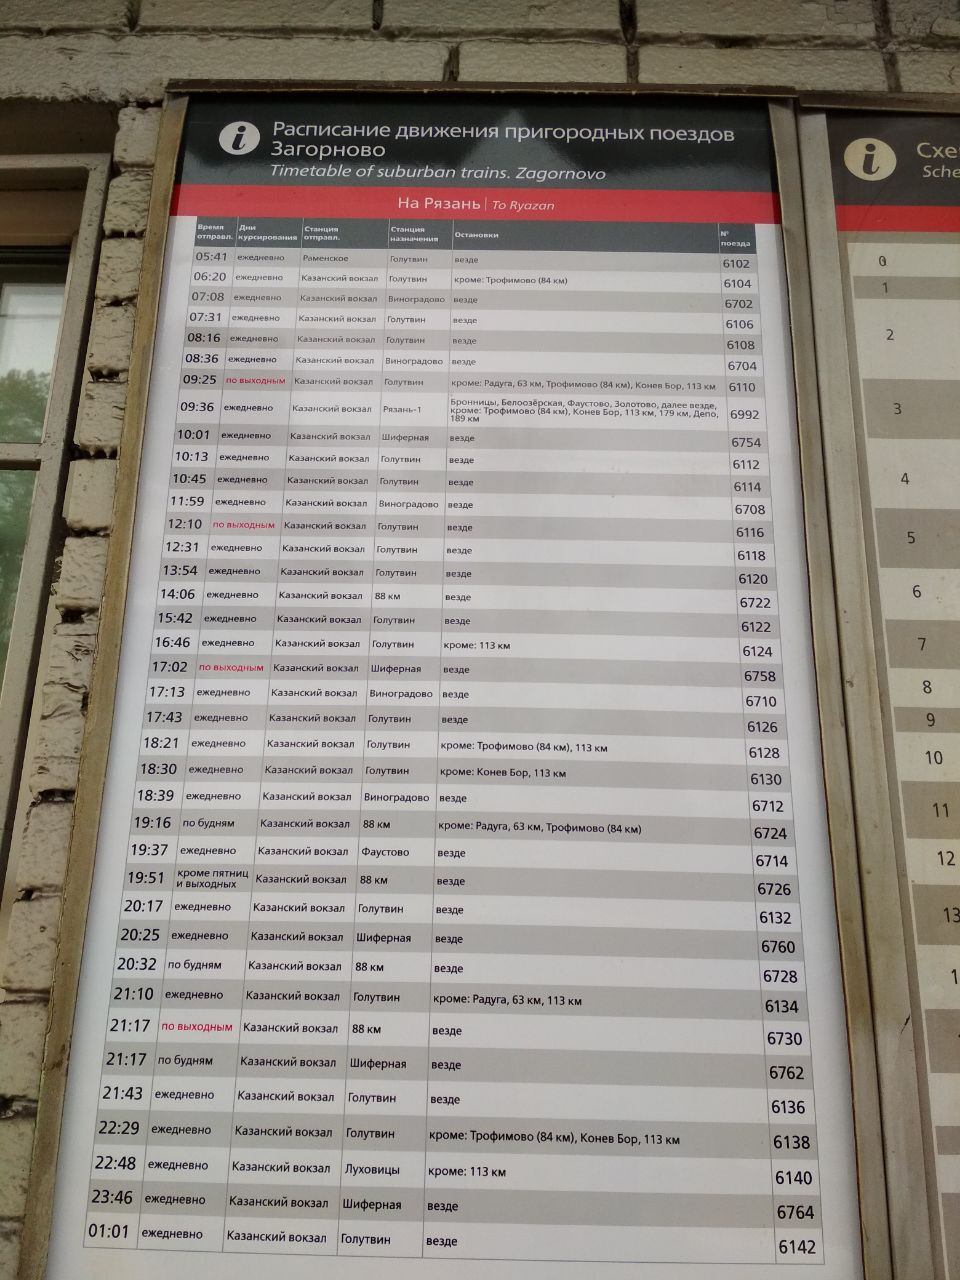 Расписание движения пригородных поездов
Загорново
Timetable of suburban trains. Zagornovo
На Рязань | To Ryazan
Время отправл. Дни курсирования Станция отправл. Станция назначения Остановки № поезда
05:41 ежедневно Раменское Голутвин везде 6102
06:20 ежедневно Казанский вокзал Голутвин кроме: Трофимово (84 км) 6104
07:08 ежедневно Казанский вокзал Виноградово везде 6702
07:31 ежедневно Казанский вокзал Голутвин везде 6106
08:16 ежедневно Казанский вокзал Голутвин везде 6108
08:36 ежедневно Казанский вокзал Виноградово везде 6704
09:25 по выходным Казанский вокзал Голутвин кроме: Радуга, 63 км, Трофимово (84 км), Конев Бор, 113 км 6110
09:36 ежедневно Казанский вокзал Рязань-1 Бронницы, Белоозёрская, Фаустово, Золотово, далее везде,
кроме: Трофимово (84 км), Конев Бор, 113 км, 179 км, Депо,
189 км 6992
10:01 ежедневно Казанский вокзал Шиферная везде 6754
10:13 ежедневно Казанский вокзал Голутвин везде 6112
10:45 ежедневно Казанский вокзал Голутвин везде 6114
11:59 ежедневно Казанский вокзал Виноградово везде 6708
12:10 по выходным Казанский вокзал Голутвин везде 6116
12:31 ежедневно Казанский вокзал Голутвин везде 6118
13:54 ежедневно Казанский вокзал Голутвин везде 6120
14:06 ежедневно Казанский вокзал 88 км везде 6722
15:42 ежедневно Казанский вокзал Голутвин везде 6122
16:46 ежедневно Казанский вокзал Голутвин кроме: 113 км 6124
17:02 по выходным Казанский вокзал Шиферная везде 6758
17:13 ежедневно Казанский вокзал Виноградово везде 6710
17:43 ежедневно Казанский вокзал Голутвин везде 6126
18:21 ежедневно Казанский вокзал Голутвин кроме: Трофимово (84 км), 113 км 6128
18:30 ежедневно Казанский вокзал Голутвин кроме: Конев Бор, 113 км 6130
18:39 ежедневно Казанский вокзал Виноградово везде 6712
19:16 по будням Казанский вокзал 88 км кроме: Радуга, 63 км, Трофимово (84 км) 6724
19:37 ежедневно Казанский вокзал Фаустово везде 6714
19:51 кроме пятниц и выходных Казанский вокзал 88 км везде 6726
20:17 ежедневно Казанский вокзал Голутвин везде 6132
20:25 ежедневно Казанский вокзал Шиферная везде 6760
20:32 по будням Казанский вокзал 88 км везде 6728
21:10 ежедневно Казанский вокзал Голутвин кроме: Радуга, 63 км, 113 км 6134
21:17 по выходным Казанский вокзал 88 км везде 6730
21:17 по будням Казанский вокзал Шиферная везде 6762
21:43 ежедневно Казанский вокзал Голутвин везде 6136
22:29 ежедневно Казанский вокзал Голутвин кроме: Трофимово (84 км), Конев Бор, 113 км 6138
22:48 ежедневно Казанский вокзал Луховицы кроме: 113 км 6140
23:46 ежедневно Казанский вокзал Шиферная везде 6764
01:01 ежедневно Казанский вокзал Голутвин везде 6142
Схе
Sche
0
1
2
3
4
5
6
7
8
9
10
11
12
13